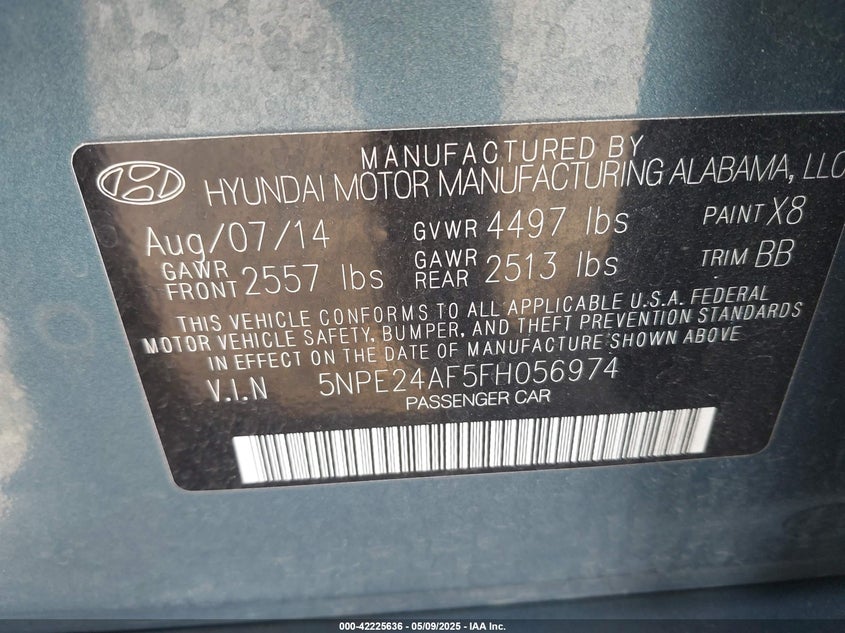 MANUFACTURED BY
HYUNDAI MOTOR MANUFACTURING ALABAMA, LLC
Aug/07/14 GVWR 4497 lbs PAINT X8
GAWR FRONT 2557 lbs GAWR REAR 2513 lbs TRIM BB
THIS VEHICLE CONFORMS TO ALL APPLICABLE U.S.A. FEDERAL
MOTOR VEHICLE SAFETY, BUMPER, AND THEFT PREVENTION STANDARDS
IN EFFECT ON THE DATE OF MANUFACTURE SHOWN ABOVE
V.I.N 5NPE24AF5FH056974
PASSENGER CAR
000-42225636 - 05/09/2025 - IAA Inc.